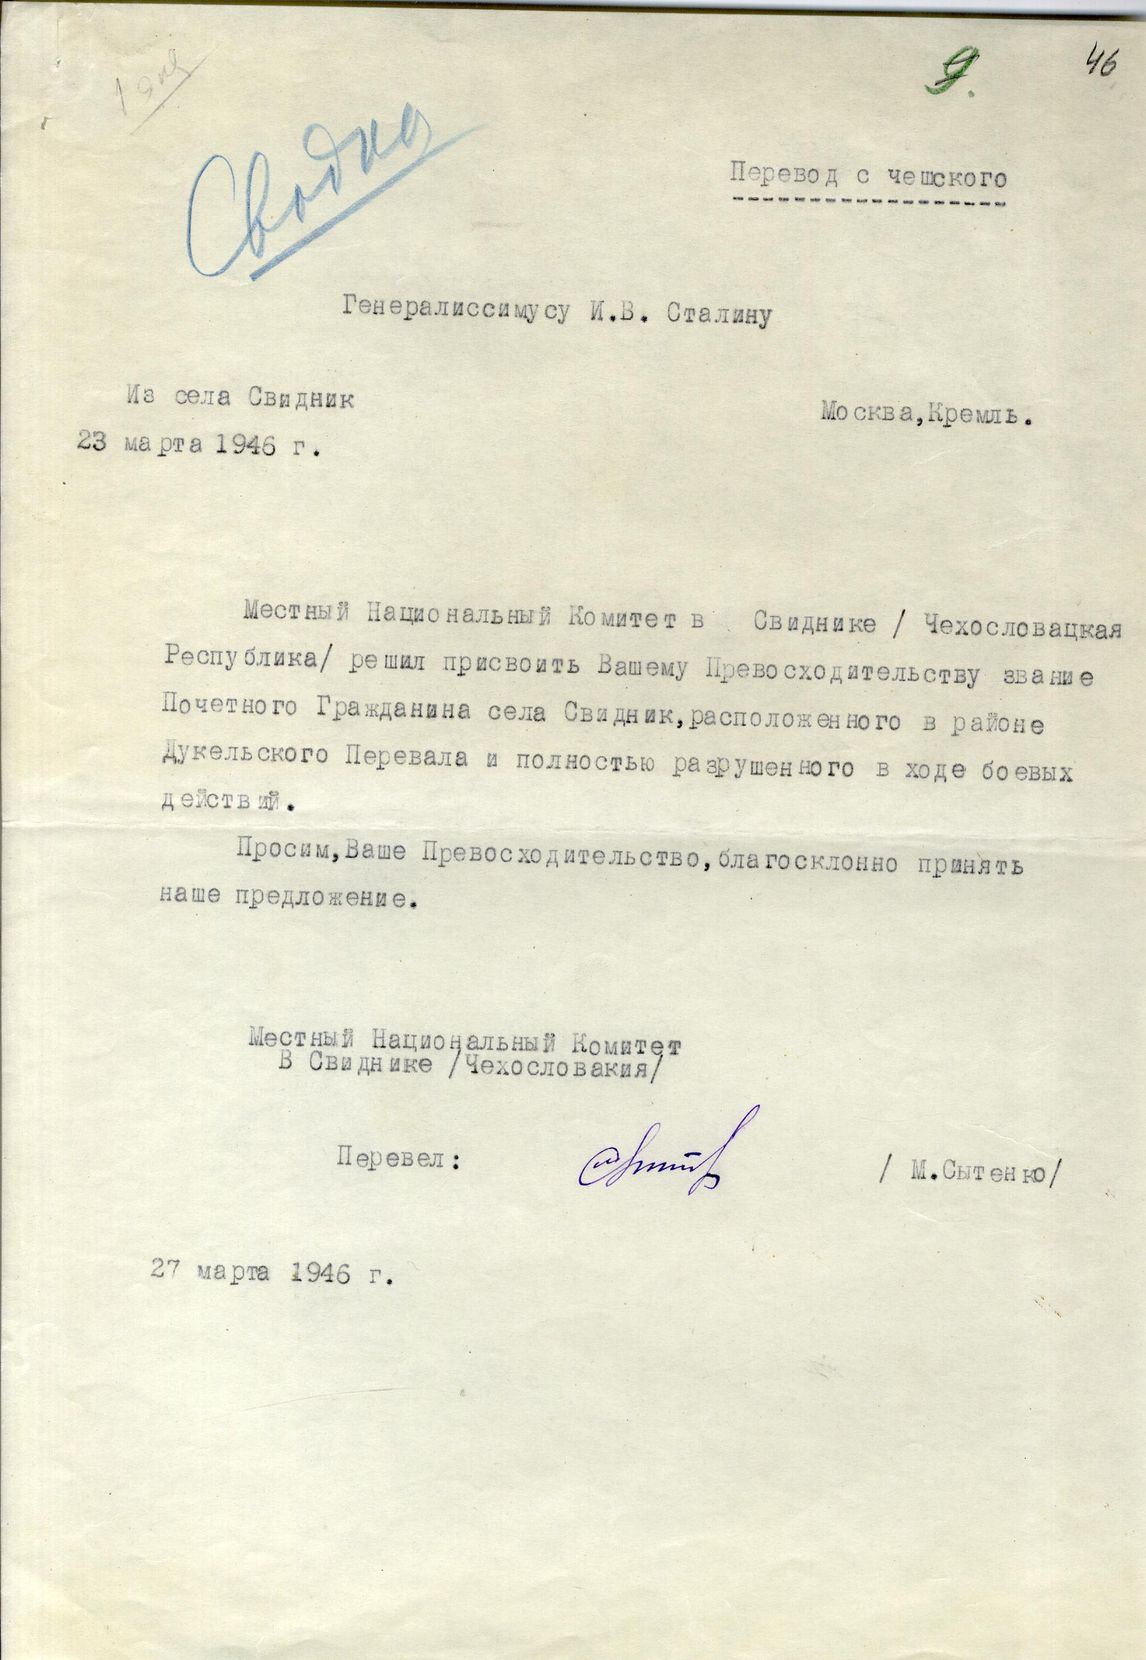 1 экз
9.
46
Сводка
Перевод с чешского
Генералиссимусу И.В. Сталину
Из села Свидник
Москва,Кремль.
23 марта 1946 г.
Местный Национальный Комитет в Свиднике / Чехословацкая
Республика/ решил присвоить Вашему Превосходительству звание
Почетного Гражданина села Свидник,расположенного в районе
Дукельского Перевала и полностью разрушенного в ходе боевых
действий.
Просим,Ваше Превосходительство,благосклонно принять
наше предложение.
Местный Национальный Комитет
В Свиднике /Чехословакия/
Перевел: / М.Сытенко/
27 марта 1946 г.